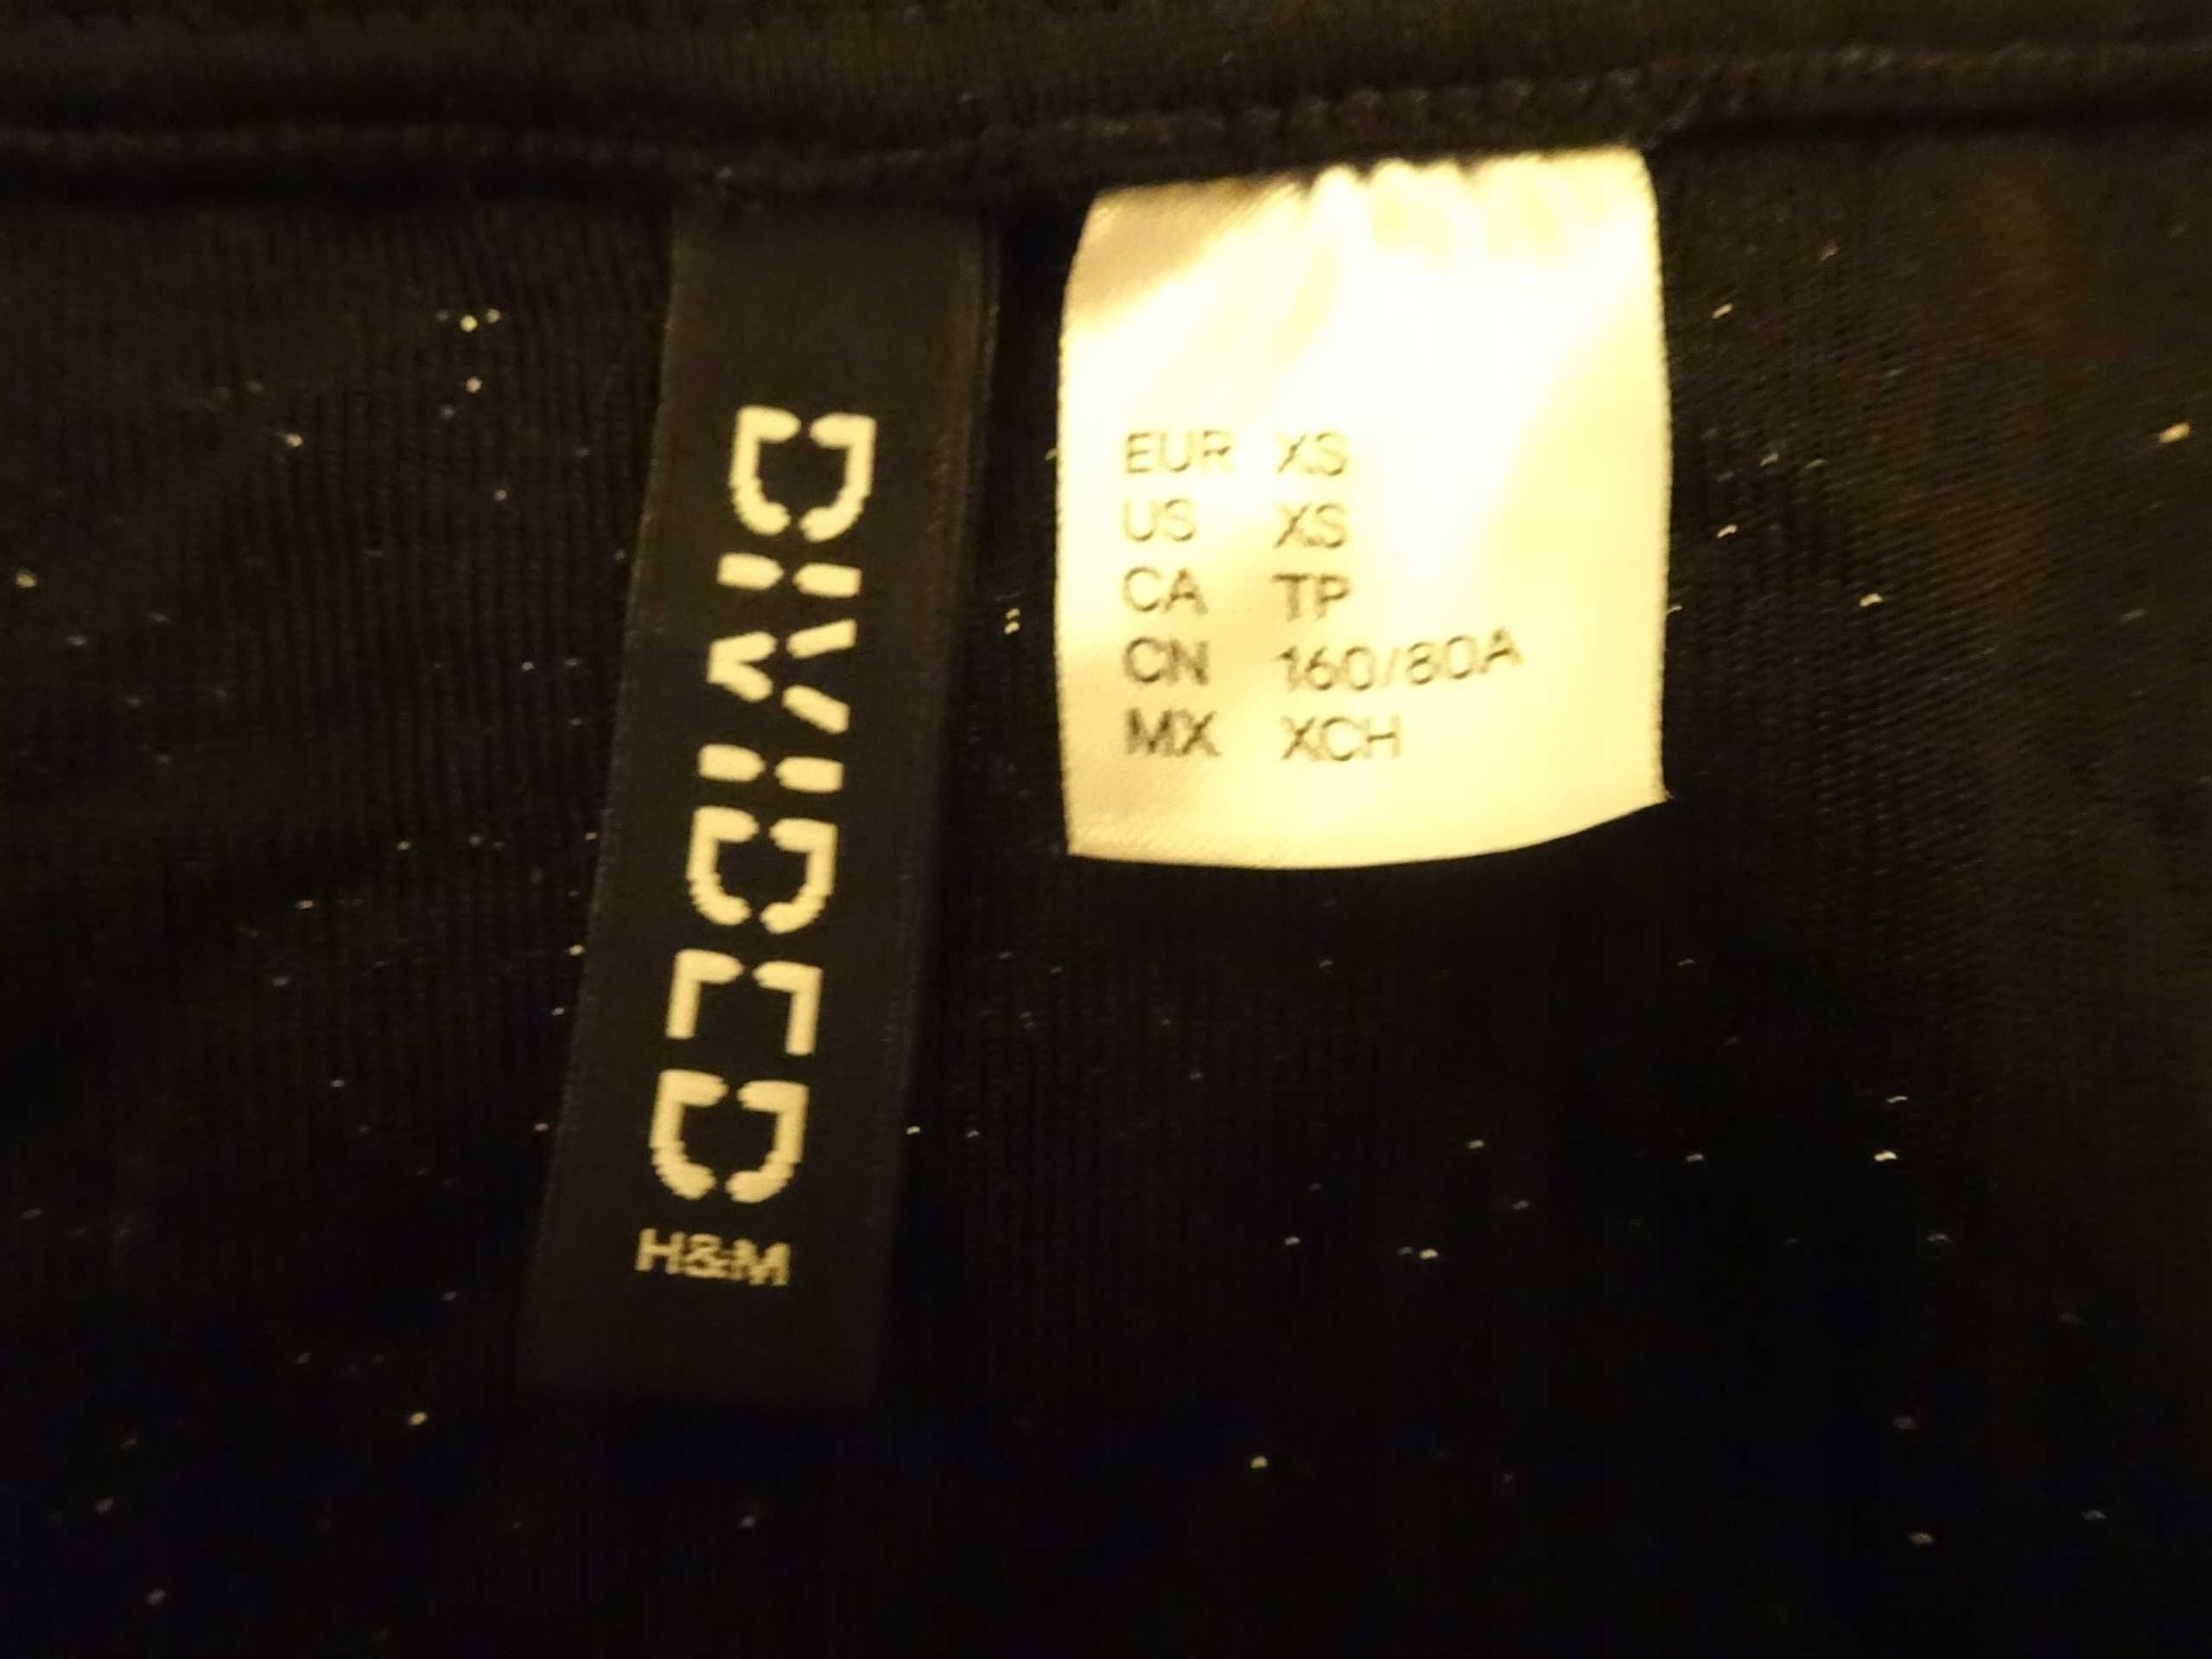 DIVIDED
H&M
EUR XS
US XS
CA TP
CN 160/80A
MX XCH